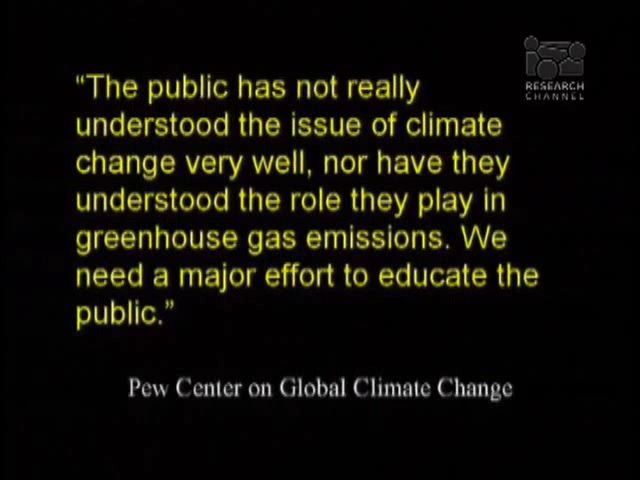 RESEARCH
CHANNEL
“The public has not really
understood the issue of climate
change very well, nor have they
understood the role they play in
greenhouse gas emissions. We
need a major effort to educate the
public.”
Pew Center on Global Climate Change